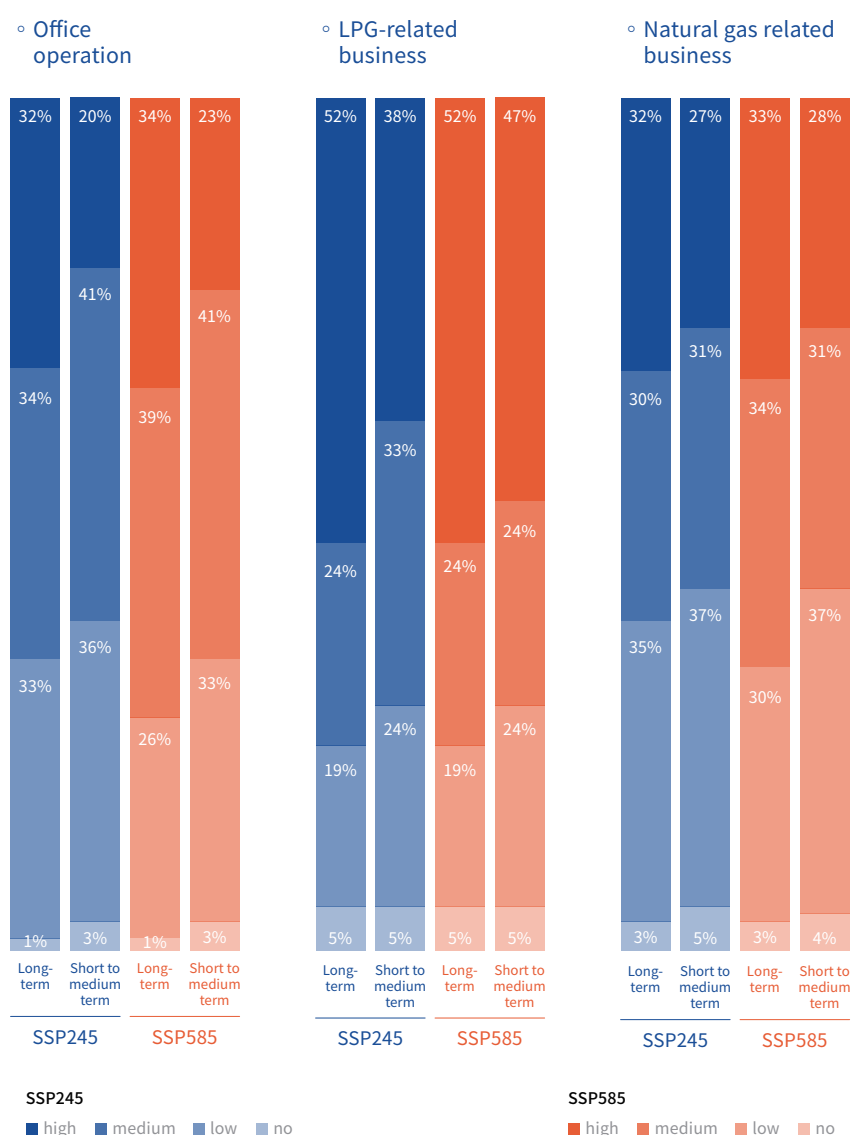 Office
operation
32% 20% 34% 23%
41%
41%
34%
39%
36%
33%
33%
26%
1% 3% 1% 3%
Long-
term
Short to
medium
term
Long-
term
Short to
medium
term
SSP245 SSP585
LPG-related
business
52% 38% 52% 47%
33%
24%
24%
24%
24%
24%
19%
19%
5% 5% 5% 5%
Long-
term
Short to
medium
term
Long-
term
Short to
medium
term
SSP245 SSP585
Natural gas related
business
32% 27% 33% 28%
31%
31%
30%
34%
37%
37%
35%
30%
3% 5% 3% 4%
Long-
term
Short to
medium
term
Long-
term
Short to
medium
term
SSP245 SSP585
SSP245
high medium low no
SSP585
high medium low no